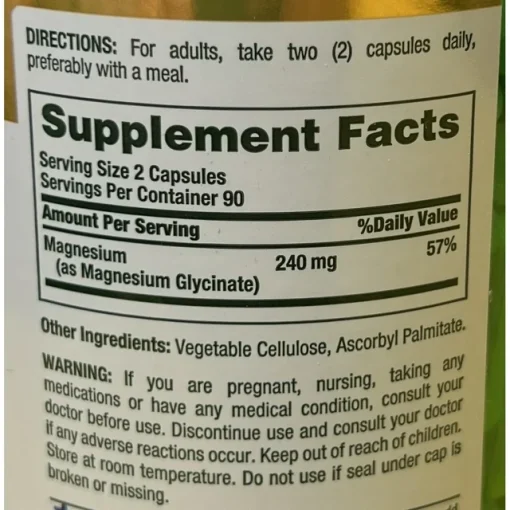 DIRECTIONS: For adults, take two (2) capsules daily,
preferably with a meal.
Supplement Facts
Serving Size 2 Capsules
Servings Per Container 90
Amount Per Serving %Daily Value
Magnesium 240 mg 57%
(as Magnesium Glycinate)
Other Ingredients: Vegetable Cellulose, Ascorbyl Palmitate.
WARNING: If you are pregnant, nursing, taking any
medications or have any medical condition, consult your
doctor before use. Discontinue use and consult your doctor
if any adverse reactions occur. Keep out of reach of children.
Store at room temperature. Do not use if seal under cap is
broken or missing.